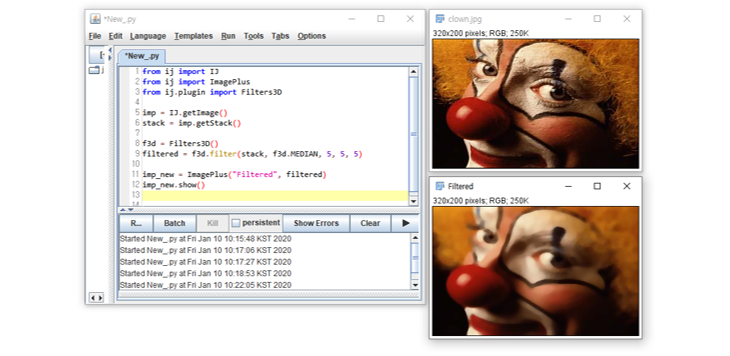 *New_.py
File Edit Language Templates Run Tools Tabs Options
*New_.py
1 from ij import IJ
2 from ij import ImagePlus
3 from ij.plugin import Filters3D
4
5 imp = IJ.getImage()
6 stack = imp.getStack()
7
8 f3d = Filters3D()
9 filtered = f3d.filter(stack, f3d.MEDIAN, 5, 5, 5)
10
11 imp_new = ImagePlus("Filtered", filtered)
12 imp_new.show()
13
14
R... Batch Kill persistent Show Errors Clear
Started New_.py at Fri Jan 10 10:15:48 KST 2020
Started New_.py at Fri Jan 10 10:17:06 KST 2020
Started New_.py at Fri Jan 10 10:17:27 KST 2020
Started New_.py at Fri Jan 10 10:18:53 KST 2020
Started New_.py at Fri Jan 10 10:22:05 KST 2020
clown.jpg
320x200 pixels; RGB; 250K
Filtered
320x200 pixels; RGB; 250K